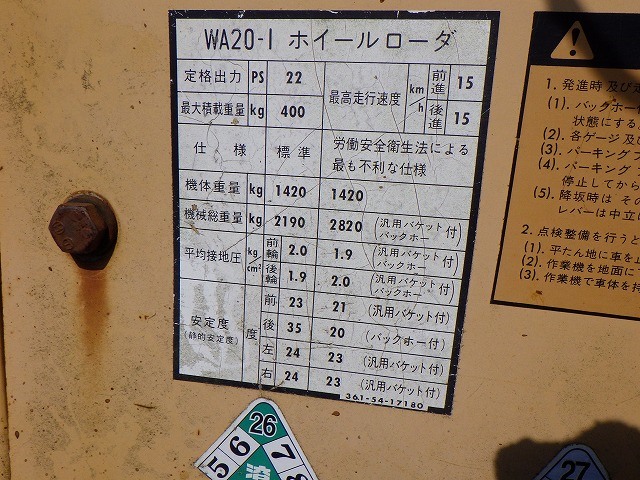 WA20-1 ホイールローダ
定格出力 PS 22 最高走行速度 km/h 前進 15
最大積載重量 kg 400 後進 15
仕様 標準 労働安全衛生法による
最も不利な仕様
機体重量 kg 1420 1420
機械総重量 kg 2190 2820 (汎用バケット バックホー 付)
平均接地圧 kg/cm² 前輪 2.0 1.9 (汎用バケット バックホー 付)
後輪 1.9 2.0 (汎用バケット バックホー 付)
安定度 (静的安定度) 度 前 23 21 (汎用バケット付)
後 35 20 (バックホー付)
左 24 23 (汎用バケット付)
右 24 23 (汎用バケット付)
361-54-17180
1. 発進時及び
(1). バックホー
状態にする
(2). 各ゲージ及び
(3). パーキング
(4). パーキング
停止してから
(5). 降坂時は その
レバーは中立
2. 点検整備を行うと
(1). 平たん地に車を
(2). 作業機を地面に
(3). 作業機で車体を持
5 6 26 7 8
済
27